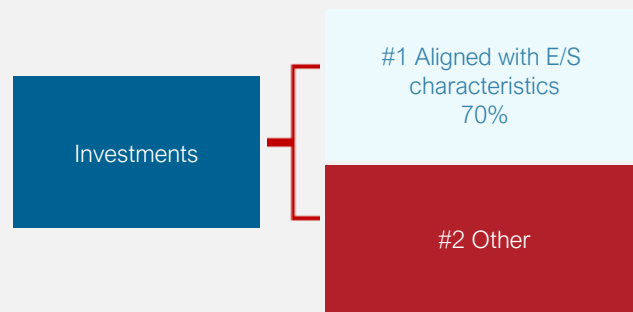 Investments
#1 Aligned with E/S
characteristics
70%
#2 Other